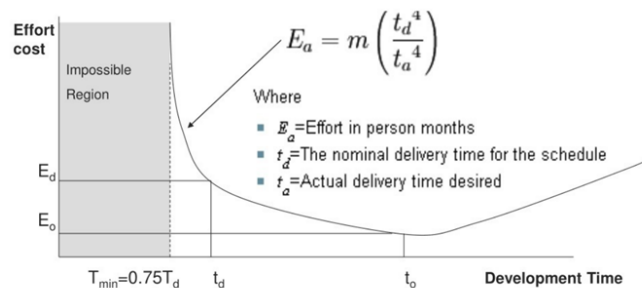 Effort
cost
E_a = m (t_d^4 / t_a^4)
Impossible
Region
Where
▪ E_a=Effort in person months
▪ t_d=The nominal delivery time for the schedule
▪ t_a=Actual delivery time desired
E_d
E_o
T_min=0.75T_d
t_d
t_o
Development Time